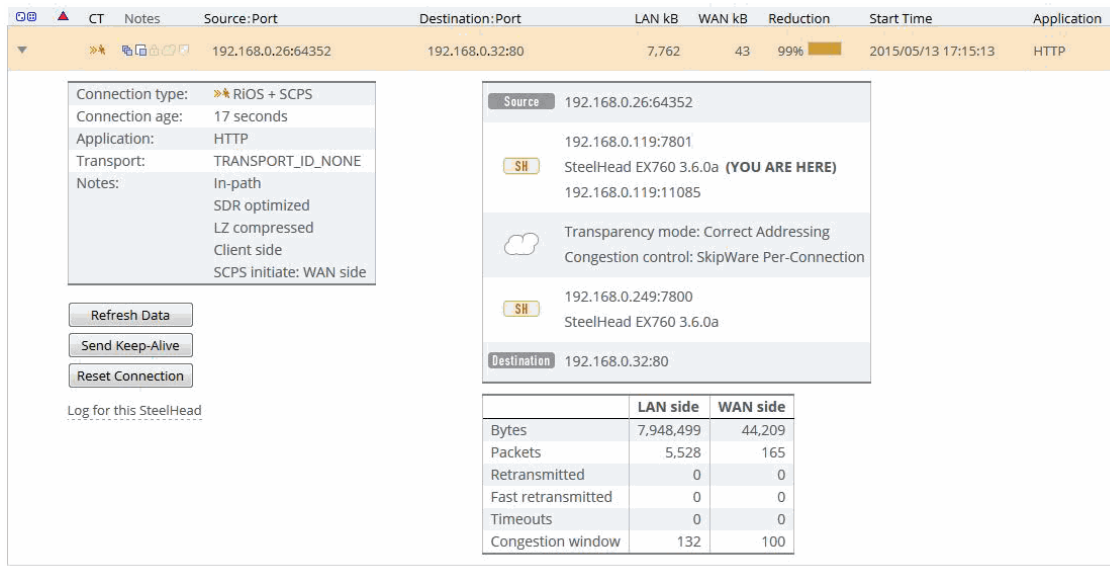 CT Notes Source:Port Destination:Port LAN kB WAN kB Reduction Start Time Application
192.168.0.26:64352 192.168.0.32:80 7,762 43 99% 2015/05/13 17:15:13 HTTP
Connection type: RiOS + SCPS
Connection age: 17 seconds
Application: HTTP
Transport: TRANSPORT_ID_NONE
Notes: In-path
SDR optimized
LZ compressed
Client side
SCPS initiate: WAN side
Refresh Data
Send Keep-Alive
Reset Connection
Log for this SteelHead
Source 192.168.0.26:64352
192.168.0.119:7801
SH SteelHead EX760 3.6.0a (YOU ARE HERE)
192.168.0.119:11085
Transparency mode: Correct Addressing
Congestion control: SkipWare Per-Connection
192.168.0.249:7800
SH
SteelHead EX760 3.6.0a
Destination 192.168.0.32:80
LAN side WAN side
Bytes 7,948,499 44,209
Packets 5,528 165
Retransmitted 0 0
Fast retransmitted 0 0
Timeouts 0 0
Congestion window 132 100